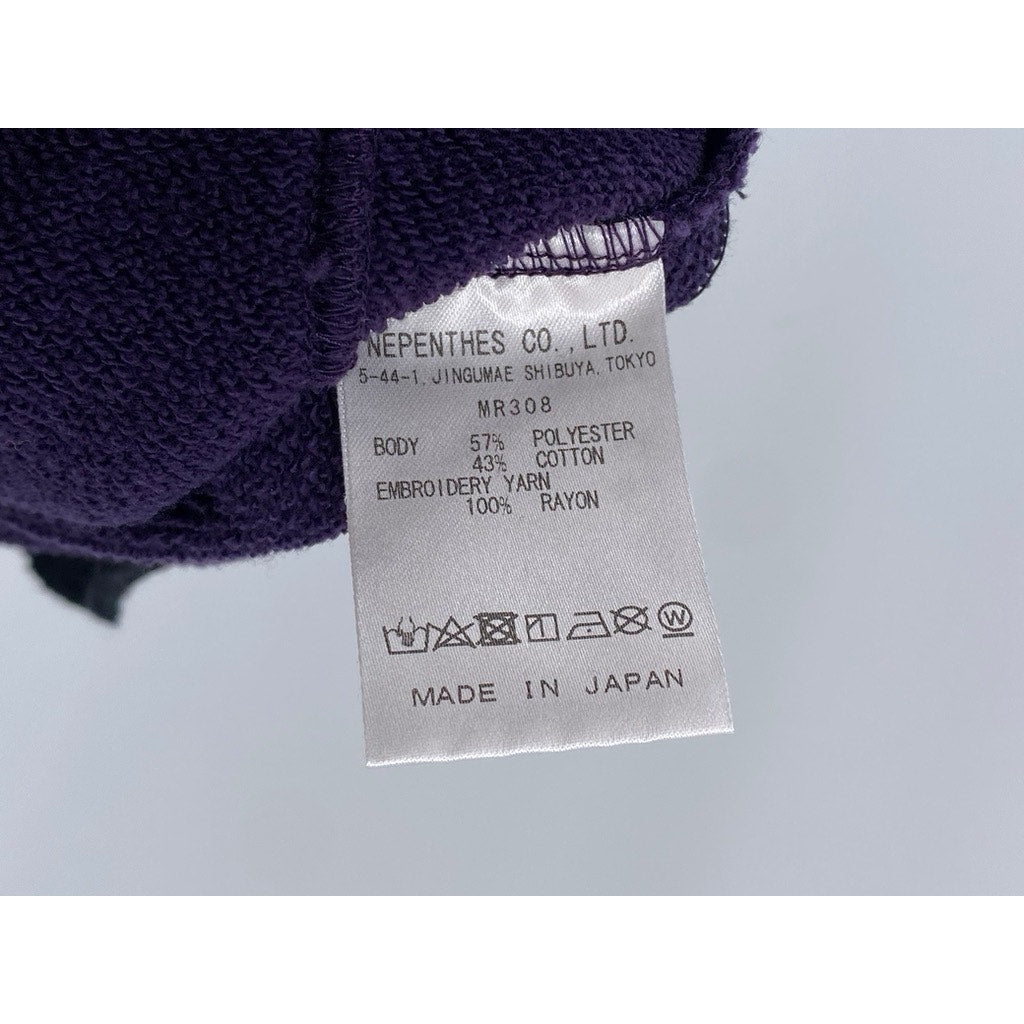 NEPENTHES CO.,LTD.
5-44-1, JINGUMAE SHIBUYA, TOKYO
MR308
BODY 57% POLYESTER
43% COTTON
EMBROIDERY YARN
100% RAYON
W
MADE IN JAPAN